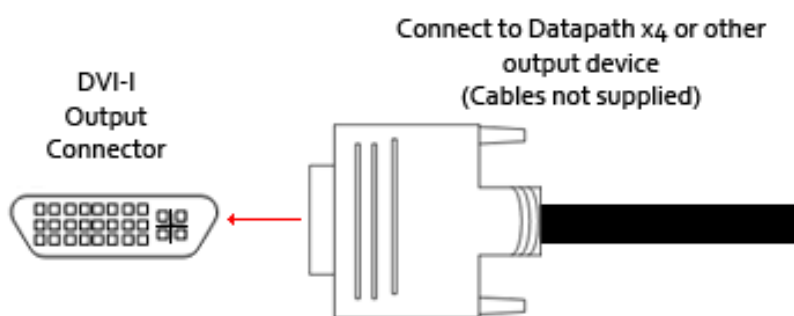 DVI-I
Output
Connector
Connect to Datapath x4 or other
output device
(Cables not supplied)